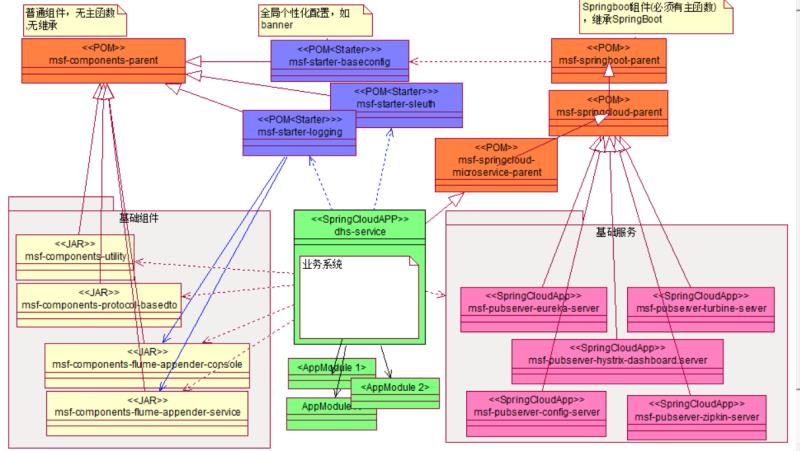 普通组件，无主函数
,无继承
全局个性化配置，如
banner
Springboot组件(必须有主函数)
，继承SpringBoot
<<POM>>
msf-components-parent
<<POM<Starter>>>
msf-starter-baseconfig
<<POM>>
msf-springboot-parent
<<POM<Starter>>>
msf-starter-sleuth
<<POM>>
msf-springcloud-parent
<<POM<Starter>>>
msf-starter-logging
<<POM>>
msf-springcloud-
microservice-parent
基础组件
<<SpringCloudAPP>>
dhs-service
业务系统
基础服务
<<JAR>>
msf-components-utility
<<JAR>>
msf-components-protocol-basedto
<<JAR>>
msf-components-flume-appender-console
<<JAR>>
msf-components-flume-appender-service
<AppModule 1>>
<<AppModule 2>>
AppModule
<<SpringCloudApp>>
msf-pubserver-eureka-server
<<SpringCloudApp>>
msf-pubserver-turbine-server
<<SpringCloudApp>>
msf-pubserver-hystrix-dashboard.server
<<SpringCloudApp>>
msf-pubserver-config-server
<<SpringCloudApp>>
msf-pubserver-zipkin-server